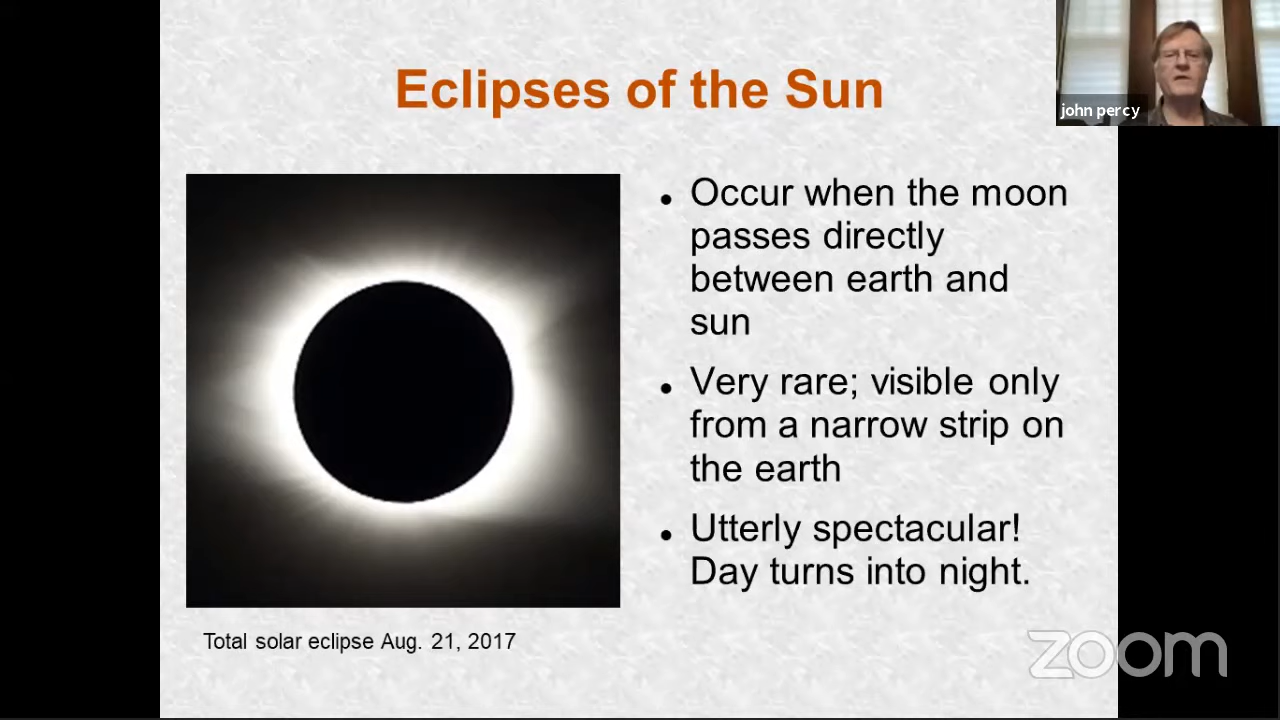 Eclipses of the Sun
john percy
Occur when the moon
passes directly
between earth and
sun
Very rare; visible only
from a narrow strip on
the earth
Utterly spectacular!
Day turns into night.
Total solar eclipse Aug. 21, 2017
zoom